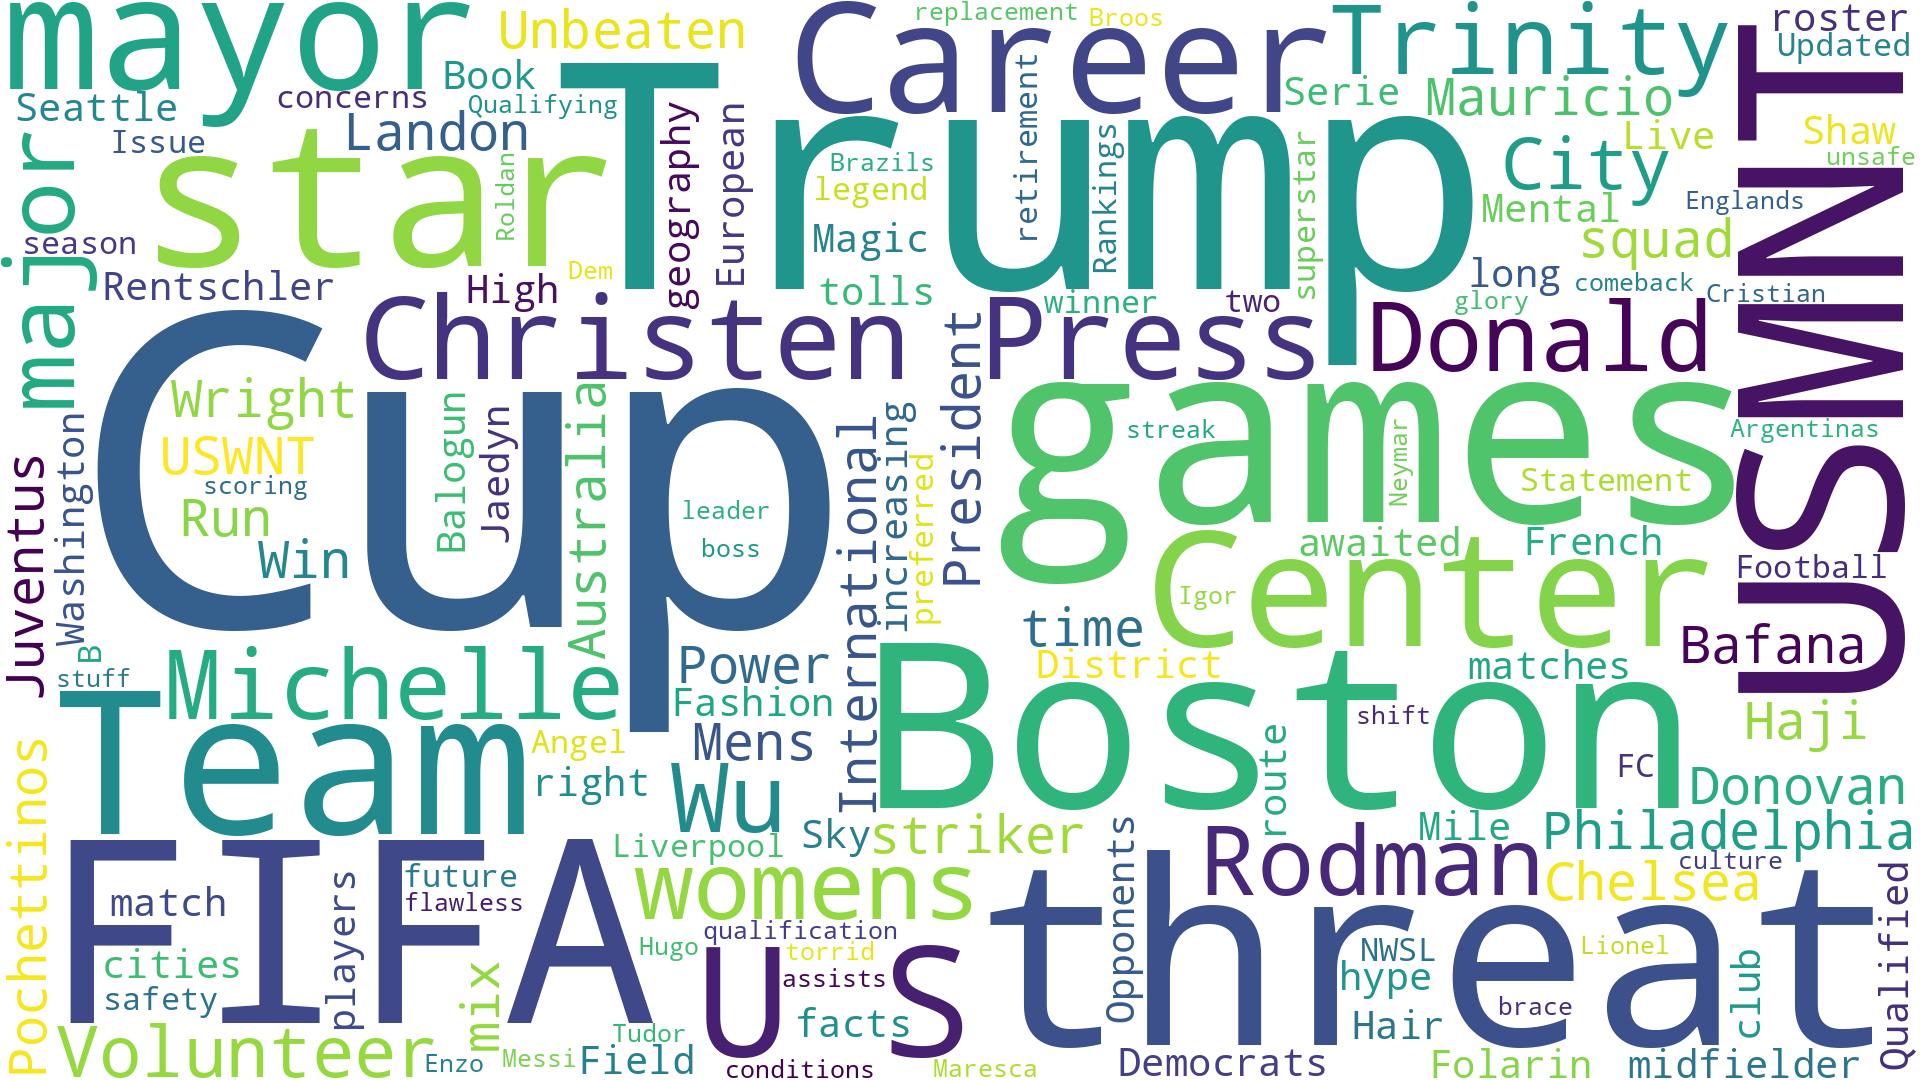 mayor
Unbeaten
Career
replacement
Broos
Trinity
roster
Updated
Seattle
concerns
Book
Qualifying
Trump
Serie
Mauricio
Issue
Landon
star
Roldan
geography
European
Brazils
legend
retirement
Rankings
superstar
City
Live
Shaw
unsafe
USMNT
major
season
Rentschler
High
Dem
Magic
tolls
winner
two
Mental
Englands
squad
long
comeback
Cristian
glory
Christen Press
Donald
Cup
Wright
USWNT
scoring
Run
Win
Balogun
Jaedyn
Australia
leader
boss
International
increasing
preferred
President
games
streak
Neymar
Statement
Argentinas
Juventus
Washington
B
stuff
Center
awaited
French
Football
Igor
time
District
Bafana
matches
Michelle
Power
Fashion
Mens
Boston
shift
route
FC
Haji
Donovan
Team
Angel
right
Wu
Sky
striker
Mile
Philadelphia
Pochettinos
FIFA
match
players
future
flawless
Liverpool
womens
Opponents
Rodman
Chelsea
culture
Qualified
cities
safety
mix
Hugo
qualification
torrid
assists
us
threat
NWSL
hype
Lionel
brace
club
Volunteer
Enzo
Messi
Tudor
Field
facts
conditions
Maresca
Hair
Democrats
Folarin
midfielder